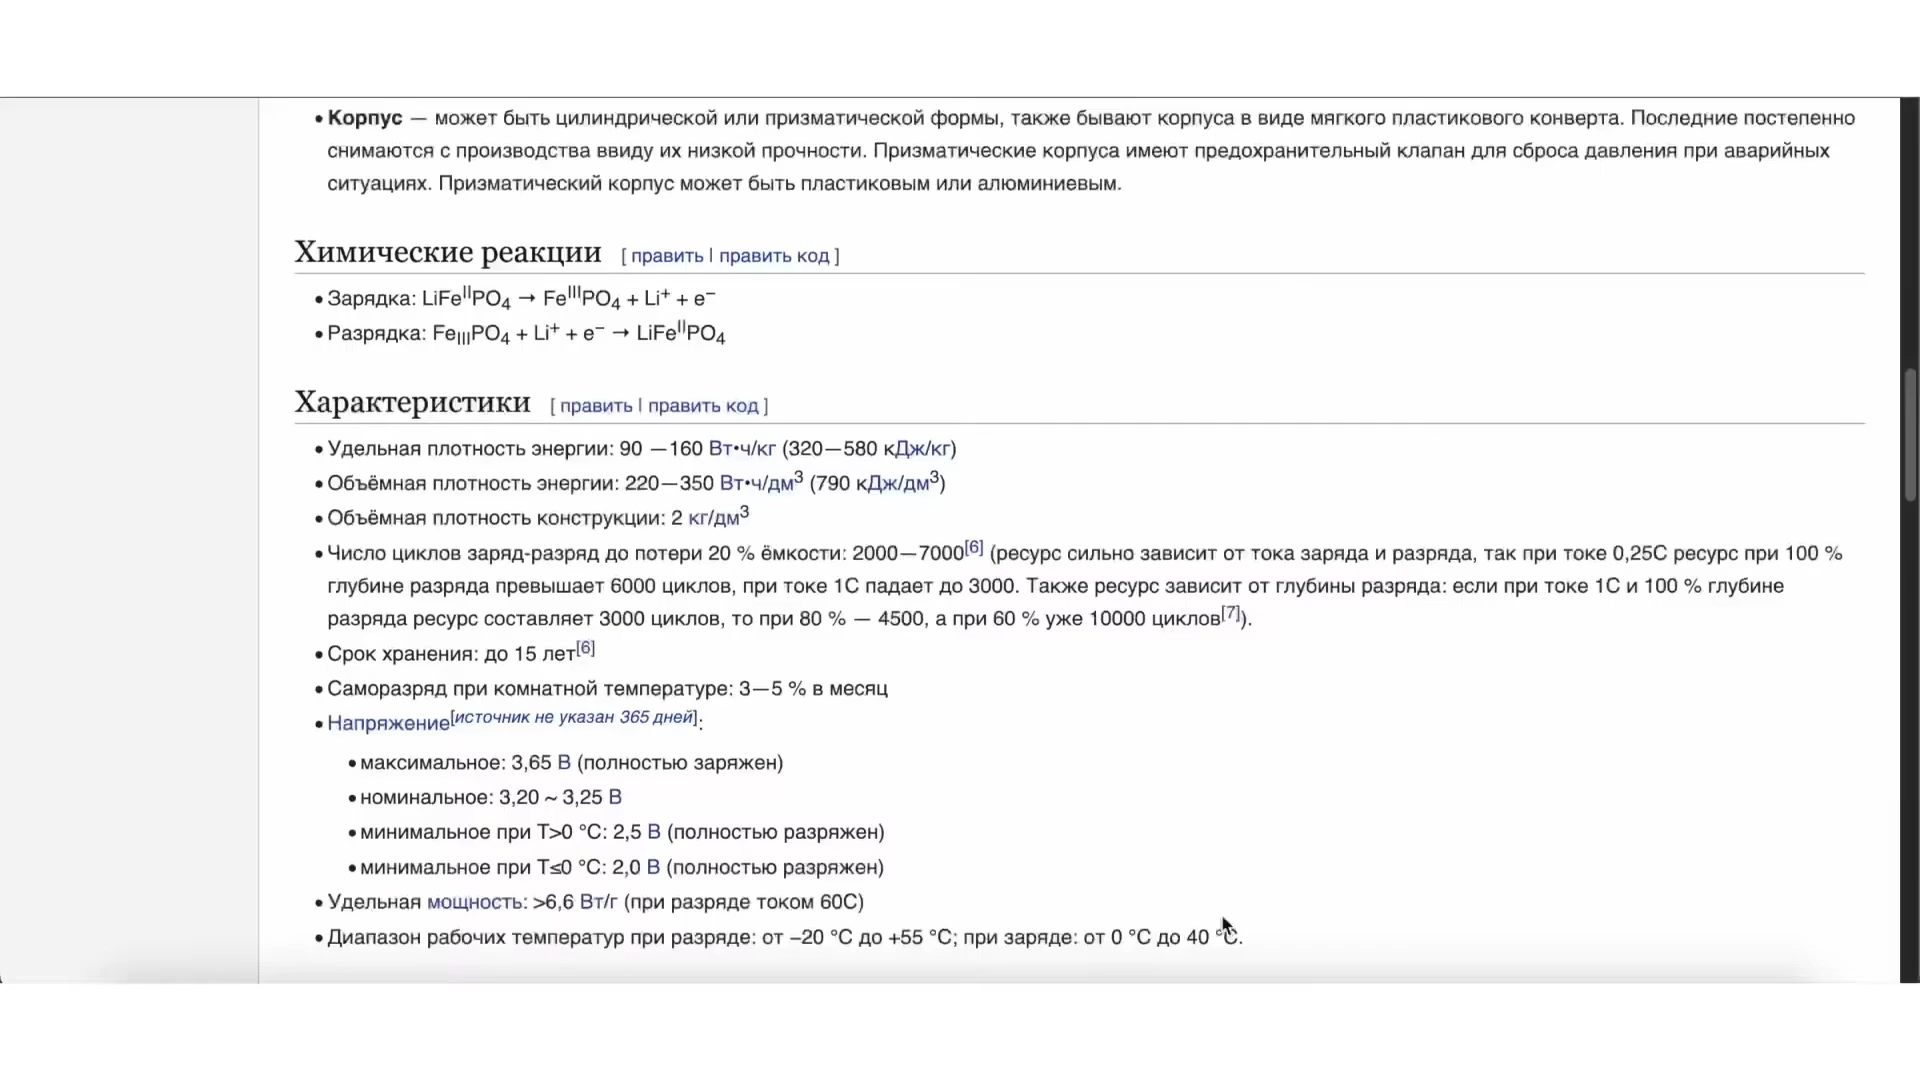 • Корпус — может быть цилиндрической или призматической формы, также бывают корпуса в виде мягкого пластикового конверта. Последние постепенно
снимаются с производства ввиду их низкой прочности. Призматические корпуса имеют предохранительный клапан для сброса давления при аварийных
ситуациях. Призматический корпус может быть пластиковым или алюминиевым.
Химические реакции [ править | править код ]
• Зарядка: LiFeᴵᴵPO₄ → Feᴵᴵᴵ​PO₄ + Li⁺ + e⁻
• Разрядка: FeIIIPO₄ + Li⁺ + e⁻ → LiFeᴵᴵPO₄
Характеристики [ править | править код ]
• Удельная плотность энергии: 90 —160 Вт•ч/кг (320—580 кДж/кг)
• Объёмная плотность энергии: 220—350 Вт•ч/дм³ (790 кДж/дм³)
• Объёмная плотность конструкции: 2 кг/дм³
• Число циклов заряд-разряд до потери 20 % ёмкости: 2000—7000[6] (ресурс сильно зависит от тока заряда и разряда, так при токе 0,25С ресурс при 100 %
глубине разряда превышает 6000 циклов, при токе 1С падает до 3000. Также ресурс зависит от глубины разряда: если при токе 1С и 100 % глубине
разряда ресурс составляет 3000 циклов, то при 80 % — 4500, а при 60 % уже 10000 циклов[7]).
• Срок хранения: до 15 лет[6]
• Саморазряд при комнатной температуре: 3—5 % в месяц
• Напряжение[источник не указан 365 дней]:
• максимальное: 3,65 В (полностью заряжен)
• номинальное: 3,20 ~ 3,25 В
• минимальное при T>0 °C: 2,5 В (полностью разряжен)
• минимальное при T≤0 °C: 2,0 В (полностью разряжен)
• Удельная мощность: >6,6 Вт/г (при разряде током 60С)
• Диапазон рабочих температур при разряде: от −20 °C до +55 °C; при заряде: от 0 °C до 40 °C.